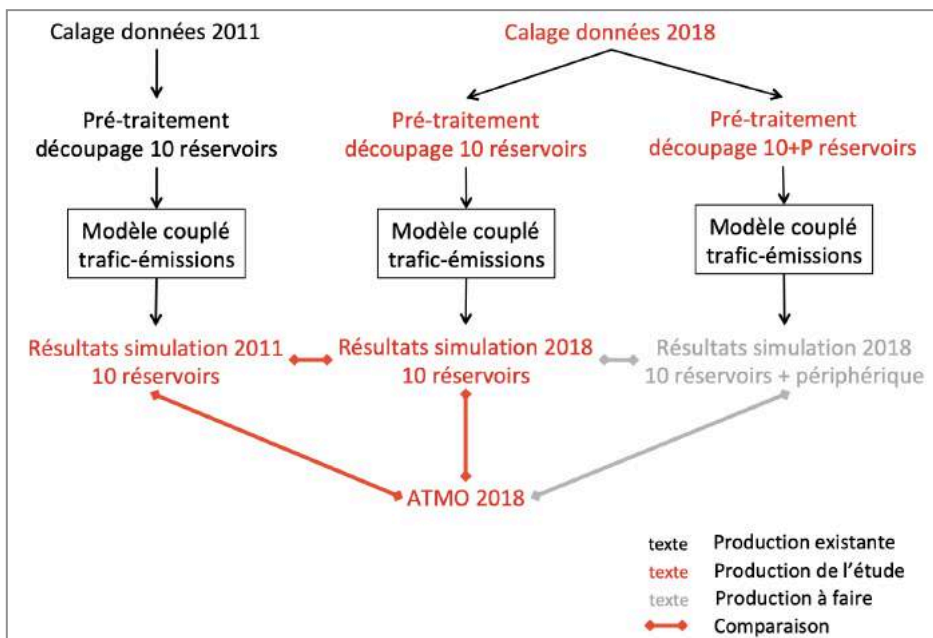 Calage données 2011
Calage données 2018
Pré-traitement
découpage 10 réservoirs
Pré-traitement
découpage 10 réservoirs
Pré-traitement
découpage 10+P réservoirs
Modèle couplé
trafic-émissions
Modèle couplé
trafic-émissions
Modèle couplé
trafic-émissions
Résultats simulation 2011
10 réservoirs
Résultats simulation 2018
10 réservoirs
Résultats simulation 2018
10 réservoirs + périphérique
ATMO 2018
texte Production existante
texte Production de l'étude
texte Production à faire
Comparaison